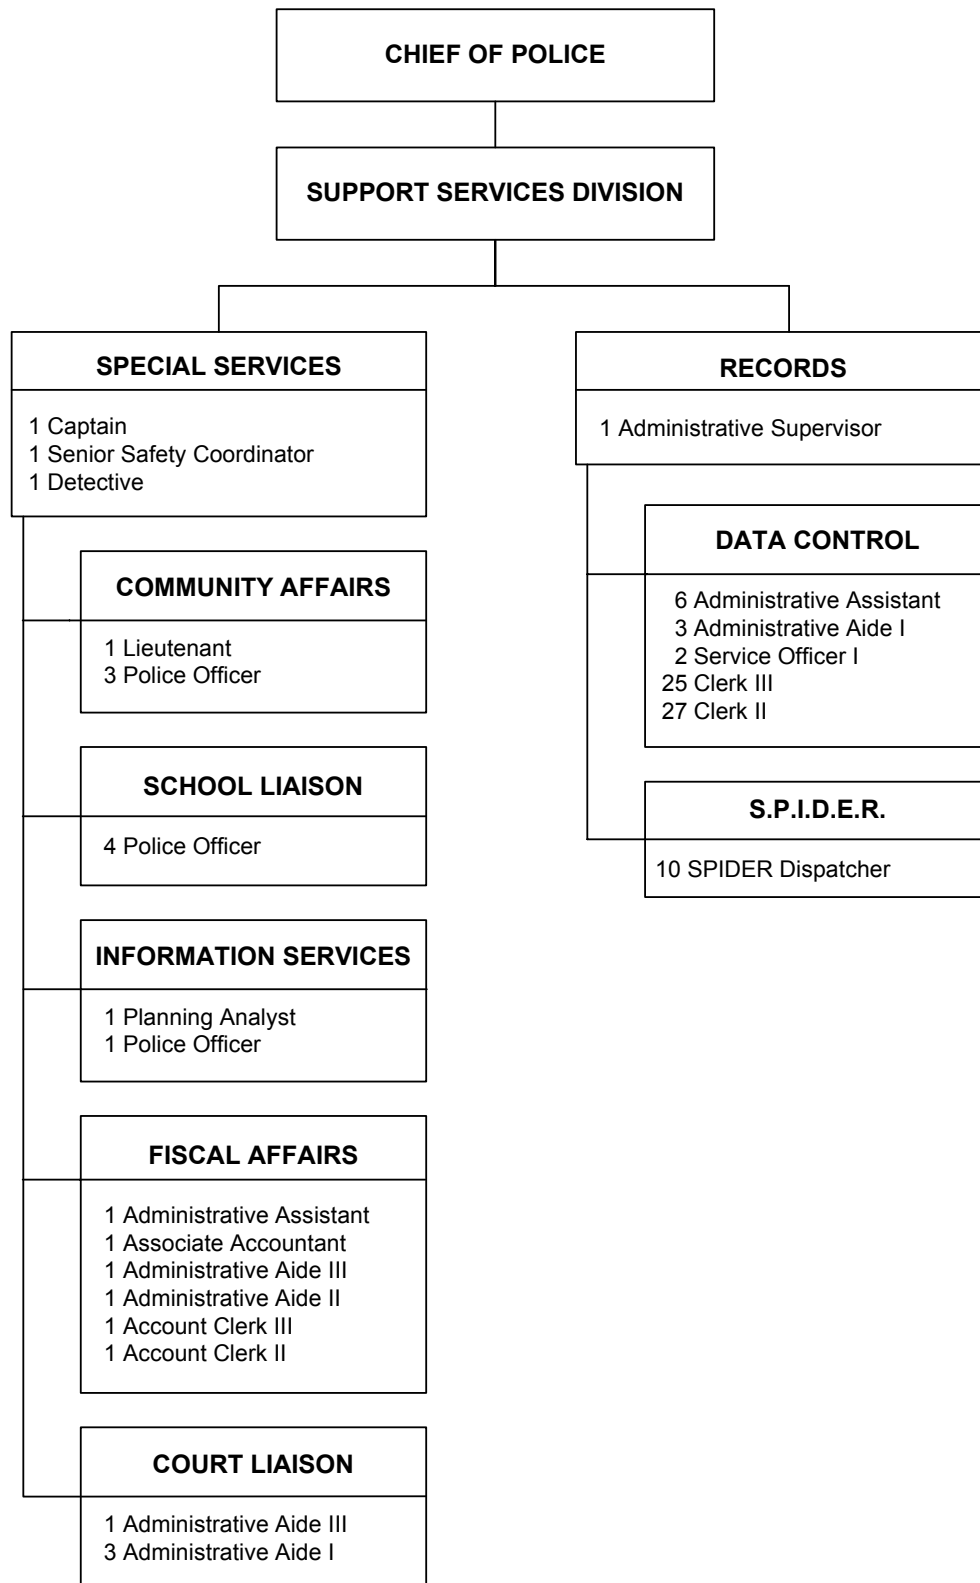 CHIEF OF POLICE
SUPPORT SERVICES DIVISION
SPECIAL SERVICES
1 Captain
1 Senior Safety Coordinator
1 Detective
COMMUNITY AFFAIRS
1 Lieutenant
3 Police Officer
SCHOOL LIAISON
4 Police Officer
INFORMATION SERVICES
1 Planning Analyst
1 Police Officer
FISCAL AFFAIRS
1 Administrative Assistant
1 Associate Accountant
1 Administrative Aide III
1 Administrative Aide II
1 Account Clerk III
1 Account Clerk II
COURT LIAISON
1 Administrative Aide III
3 Administrative Aide I
RECORDS
1 Administrative Supervisor
DATA CONTROL
6 Administrative Assistant
3 Administrative Aide I
2 Service Officer I
25 Clerk III
27 Clerk II
S.P.I.D.E.R.
10 SPIDER Dispatcher